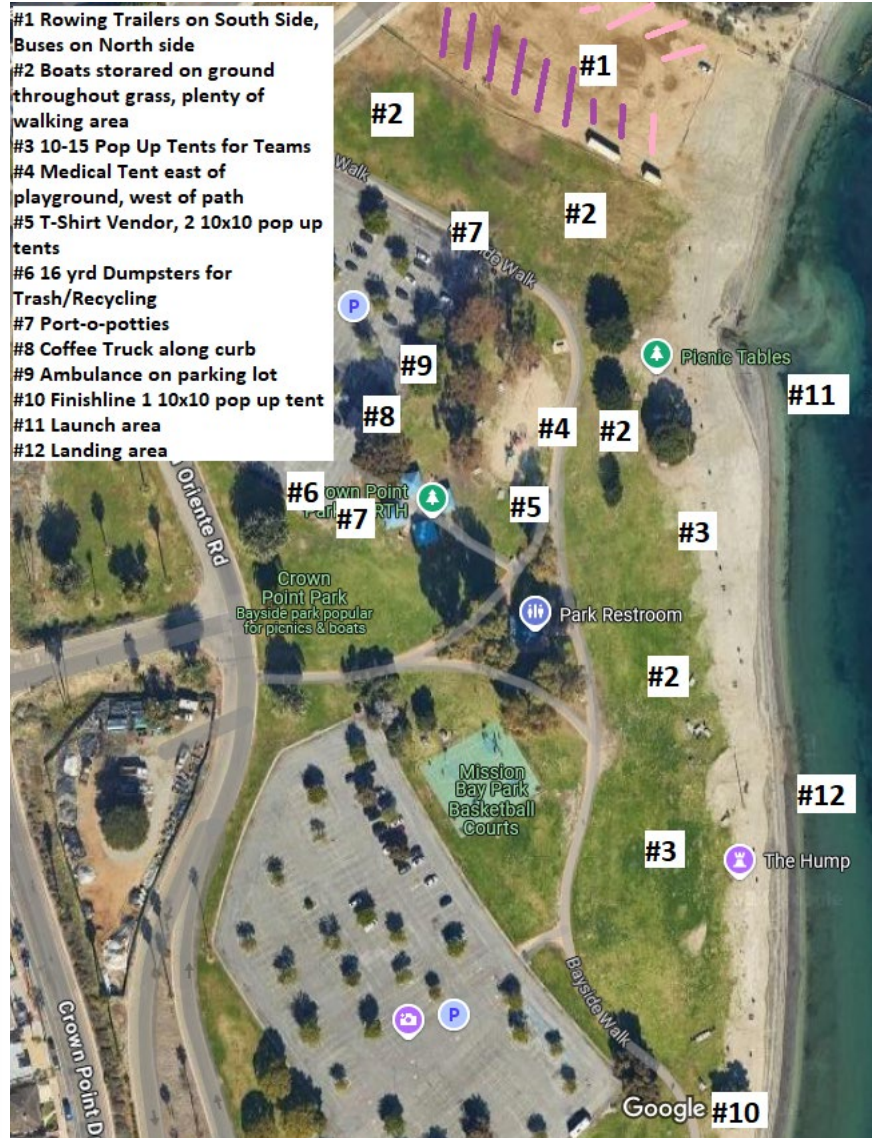 #1 Rowing Trailers on South Side,
Buses on North side
#2 Boats storared on ground
throughout grass, plenty of
walking area
#3 10-15 Pop Up Tents for Teams
#4 Medical Tent east of
playground, west of path
#5 T-Shirt Vendor, 2 10x10 pop up
tents
#6 16 yrd Dumpsters for
Trash/Recycling
#7 Port-o-potties
#8 Coffee Truck along curb
#9 Ambulance on parking lot
#10 Finishline 1 10x10 pop up tent
#11 Launch area
#12 Landing area
#1
#2
Walk
#2
#7
Walk
P
Picnic Tables
#9
#11
#8
#4
#2
#6
Crown Point
#7
#5
#3
Oriente Rd
Crown
Point Park
Bayside park popular
for picnics & boats
Park Restroom
#2
Mission
Bay Park
Basketball
Courts
#12
#3
The Hump
Bayside Walk
P
Crown Point D
Google
#10